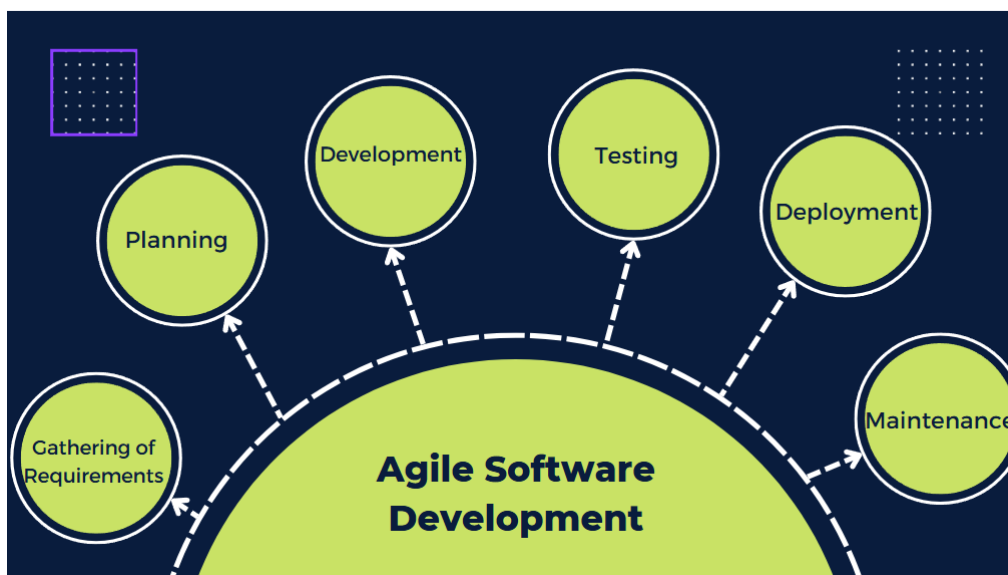 Development
Testing
Planning
Deployment
Maintenance
Gathering of
Requirements
Agile Software
Development